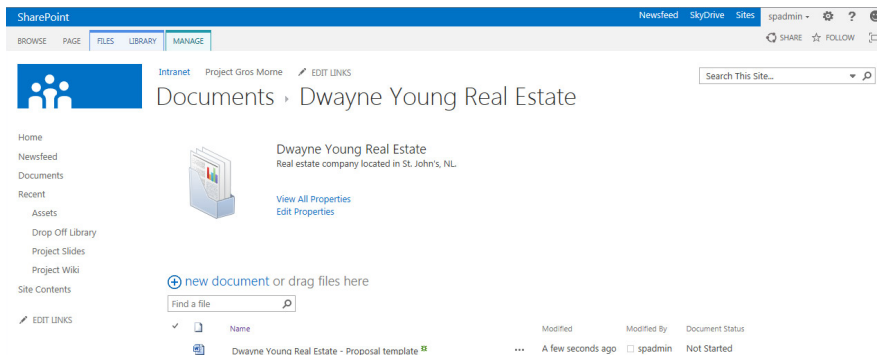 SharePoint Newsfeed SkyDrive Sites spadmin ?
BROWSE PAGE FILES LIBRARY MANAGE SHARE FOLLOW
Intranet Project Gros Morne EDIT LINKS Search This Site...
Documents Dwayne Young Real Estate
Home
Newsfeed
Documents
Recent
Assets
Drop Off Library
Project Slides
Project Wiki
Site Contents
EDIT LINKS
Dwayne Young Real Estate
Real estate company located in St. John's, NL.
View All Properties
Edit Properties
new document or drag files here
Find a file
Name Modified Modified By Document Status
Dwayne Young Real Estate - Proposal template ... A few seconds ago spadmin Not Started